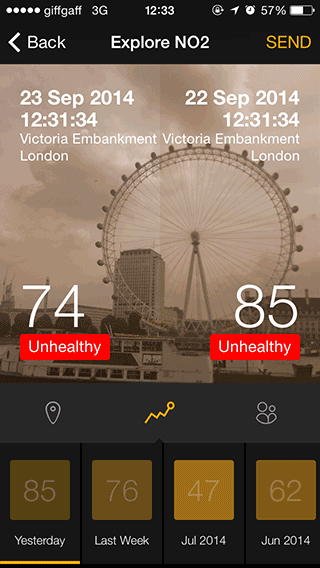 giffgaff 3G 12:33 57%
Back Explore NO2 SEND
23 Sep 2014
12:31:34
Victoria Embankment
London
22 Sep 2014
12:31:34
Victoria Embankment
London
74
Unhealthy
85
Unhealthy
85
Yesterday
76
Last Week
47
Jul 2014
62
Jun 2014